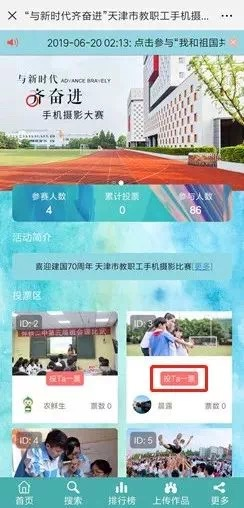 “与新时代齐奋进”天津市教职工手机摄...
2019-06-20 02:13: 点击参与“我和祖国共
与新时代 ADVANCE BRAVELY
齐奋进
手机摄影大赛
参赛人数 累计投票 参与人数
4 0 86
活动简介
喜迎建国70周年 天津市教职工手机摄影比赛[更多]
投票区
ID: 2 ID: 3
投Ta一票 投Ta一票
农鲜生 票数 0 晨露 票数 0
ID: 4 ID: 5
首页 搜索 排行榜 上传作品 更多